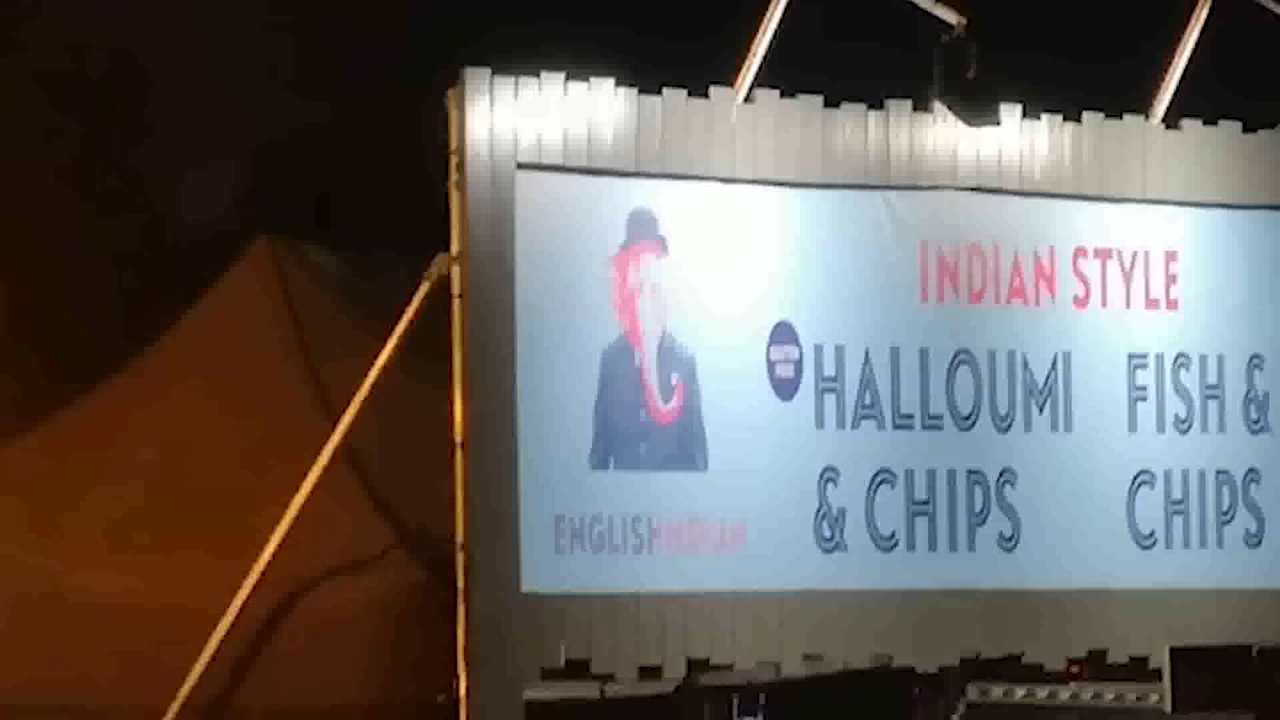 INDIAN STYLE
HALLOUMI
& CHIPS
FISH &
CHIPS
ENGLISHINDIAN